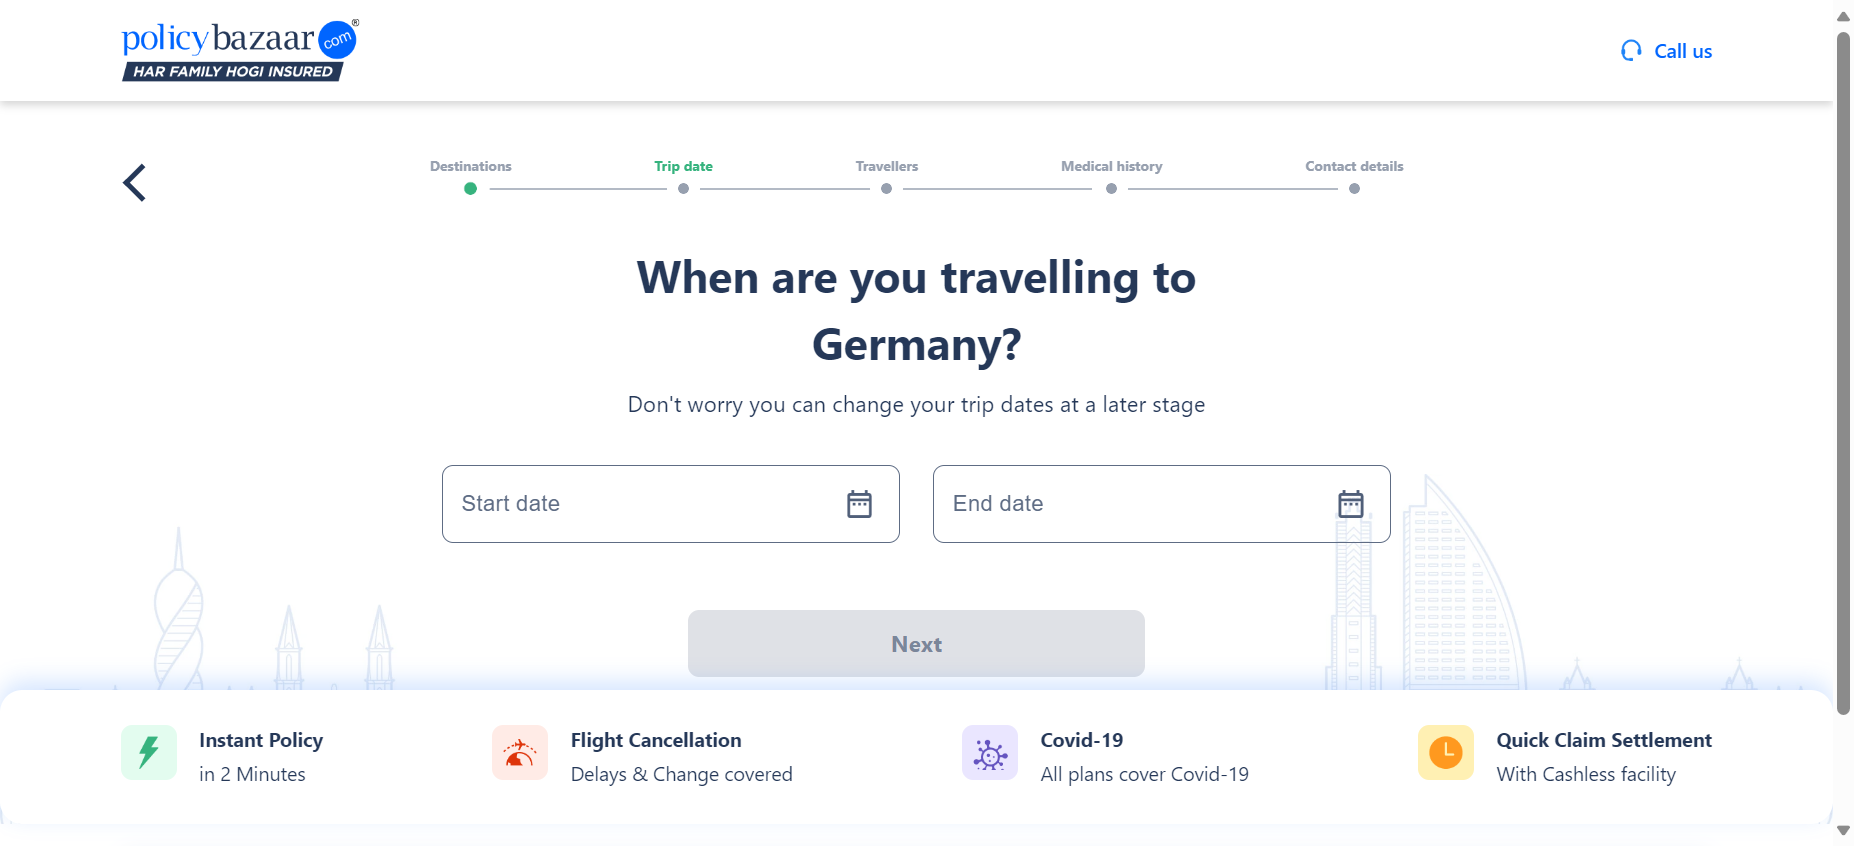 policybazaar com ®
HAR FAMILY HOGI INSURED
Call us
Destinations
Trip date
Travellers
Medical history
Contact details
When are you travelling to
Germany?
Don't worry you can change your trip dates at a later stage
Start date
End date
Next
Instant Policy
in 2 Minutes
Flight Cancellation
Delays & Change covered
Covid-19
All plans cover Covid-19
Quick Claim Settlement
With Cashless facility